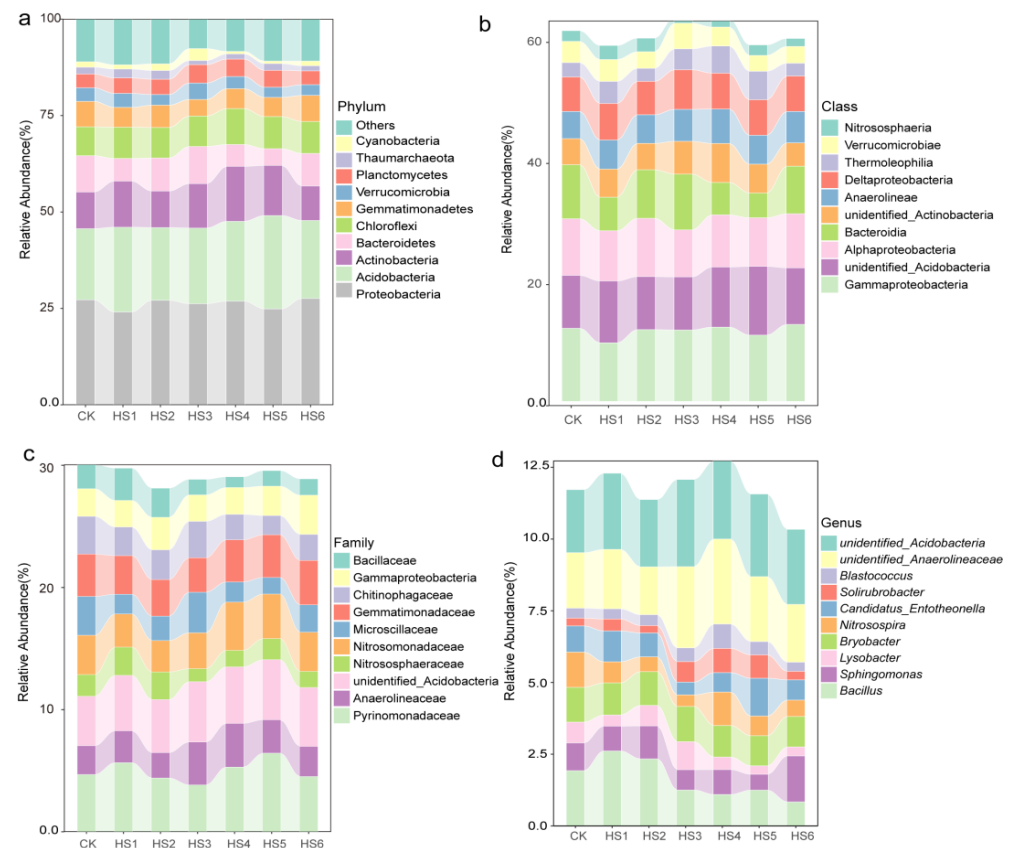 a
Relative Abundance(%)
100
75
50
25
0.0
CK HS1 HS2 HS3 HS4 HS5 HS6
Phylum
Others
Cyanobacteria
Thaumarchaeota
Planctomycetes
Verrucomicrobia
Gemmatimonadetes
Chloroflexi
Bacteroidetes
Actinobacteria
Acidobacteria
Proteobacteria
b
Relative Abundance(%)
60
40
20
0.0
CK HS1 HS2 HS3 HS4 HS5 HS6
Class
Nitrososphaeria
Verrucomicrobiae
Thermoleophilia
Deltaproteobacteria
Anaerolineae
unidentified_Actinobacteria
Bacteroidia
Alphaproteobacteria
unidentified_Acidobacteria
Gammaproteobacteria
c
Relative Abundance(%)
30
20
10
0.0
CK HS1 HS2 HS3 HS4 HS5 HS6
Family
Bacillaceae
Gammaproteobacteria
Chitinophagaceae
Gemmatimonadaceae
Microscillaceae
Nitrosomonadaceae
Nitrososphaeraceae
unidentified_Acidobacteria
Anaerolineaceae
Pyrinomonadaceae
d
Relative Abundance(%)
12.5
10.0
7.5
5.0
2.5
0.0
CK HS1 HS2 HS3 HS4 HS5 HS6
Genus
unidentified_Acidobacteria
unidentified_Anaerolineaceae
Blastococcus
Solirubrobacter
Candidatus_Entotheonella
Nitrosospira
Bryobacter
Lysobacter
Sphingomonas
Bacillus